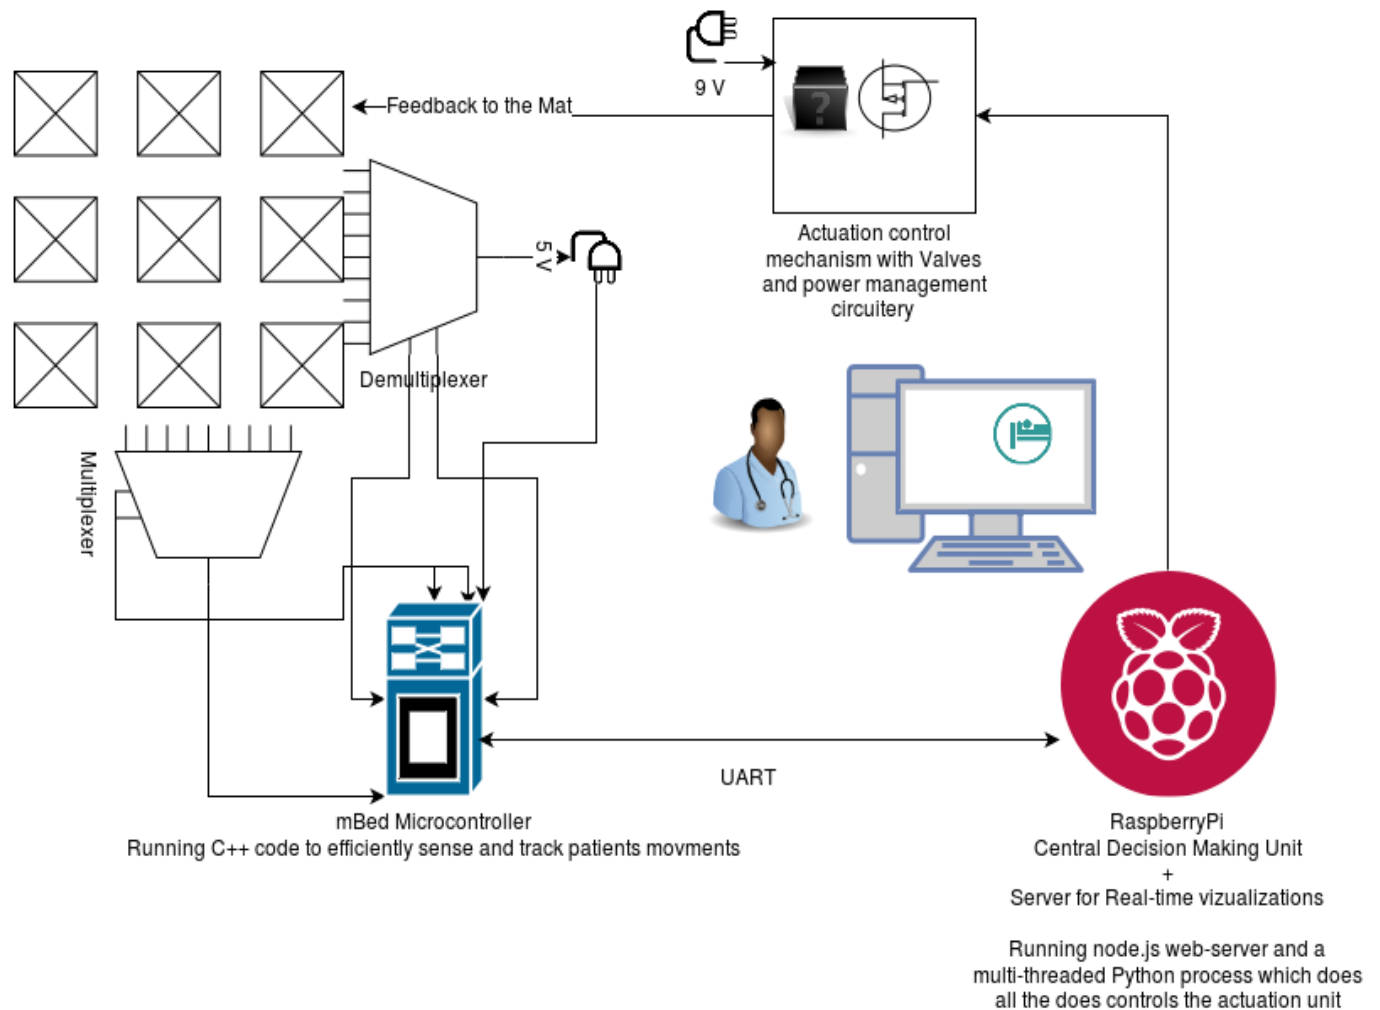 9 V
Feedback to the Mat
5 V
Actuation control
mechanism with Valves
and power management
circuitery
?
Demultiplexer
Multiplexer
UART
mBed Microcontroller
Running C++ code to efficiently sense and track patients movments
RaspberryPi
Central Decision Making Unit
+
Server for Real-time vizualizations
Running node.js web-server and a
multi-threaded Python process which does
all the does controls the actuation unit